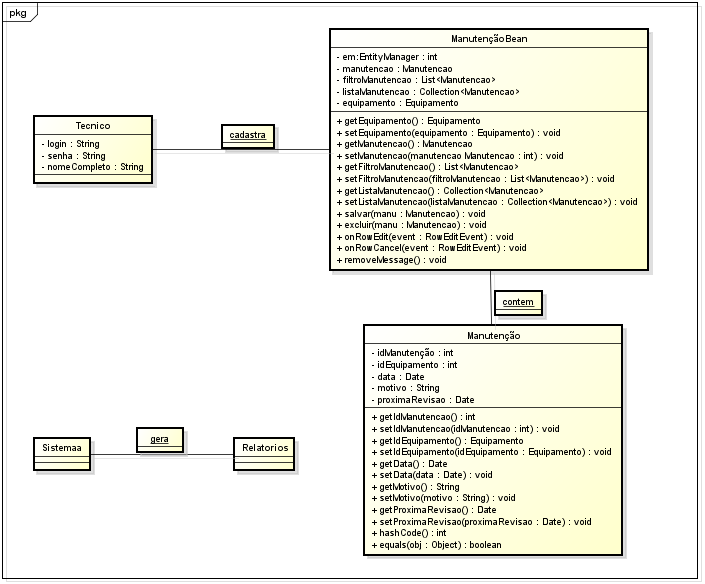 pkg
ManutençãoBean
- em:EntityManager : int
- manutencao : Manutencao
- filtroManutencao : List<Manutencao>
- listaManutencao : Collection<Manutencao>
- equipamento : Equipamento
+ getEquipamento() : Equipamento
+ setEquipamento(equipamento : Equipamento) : void
+ getManutencao() : Manutencao
+ setManutencao(manutencao Manutencao : int) : void
+ getFiltroManutencao() : List<Manutencao>
+ setFiltroManutencao(filtroManutencao : List<Manutencao>) : void
+ getListaManutencao() : Collection<Manutencao>
+ setListaManutencao(listaManutencao : Collection<Manutencao>) : void
+ salvar(manu : Manutencao) : void
+ excluir(manu : Manutencao) : void
+ onRowEdit(event : RowEditEvent) : void
+ onRowCancel(event : RowEditEvent) : void
+ removeMessage() : void
Tecnico
- login : String
- senha : String
- nomeCompleto : String
cadastra
contem
Manutenção
- idManutenção : int
- idEquipamento : int
- data : Date
- motivo : String
- proximaRevisao : Date
+ getIdManutencao() : int
+ setIdManutencao(idManutencao : int) : void
+ getIdEquipamento() : Equipamento
+ setIdEquipamento(idEquipamento : Equipamento) : void
+ getData() : Date
+ setData(data : Date) : void
+ getMotivo() : String
+ setMotivo(motivo : String) : void
+ getProximaRevisao() : Date
+ setProximaRevisao(proximaRevisao : Date) : void
+ hashCode() : int
+ equals(obj : Object) : boolean
Sistemaa
gera
Relatorios